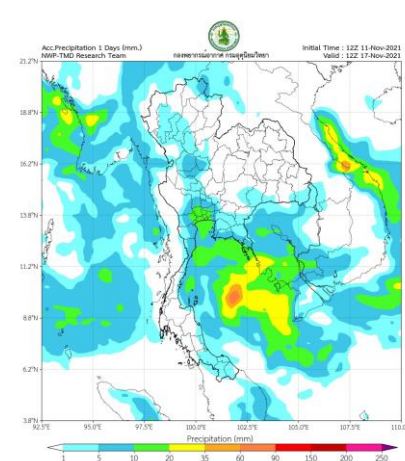 Acc.Precipitation 1 Days (mm.)
NWP-TMD Research Team
กองพยากรณ์อากาศ กรมอุตุนิยมวิทยา
Initial Time : 12Z 11-Nov-2021
Valid : 12Z 17-Nov-2021
21.2°N
18.8°N
16.2°N
13.8°N
11.2°N
8.8°N
6.2°N
3.8°N
92.5°E 95.0°E 97.5°E 100.0°E 102.5°E 105.0°E 107.5°E 110.0
Precipitation (mm)
1 5 10 20 35 60 90 150 200 250